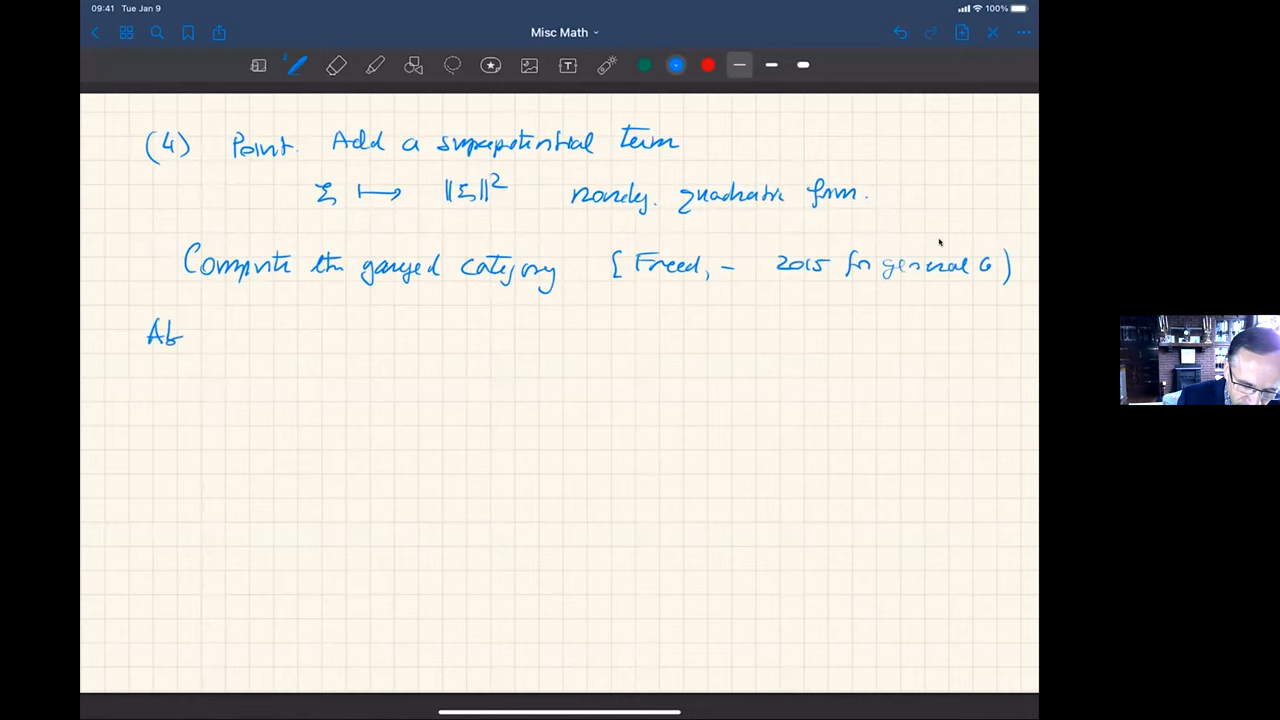 09:41 Tue Jan 9
100%
Misc Math
(4) Point. Add a superpotential term
ξ ⟼ ‖ξ‖² nondeg. quadratic form.
Compute the gauged category [Freed, – 2015 for general G)
Ab